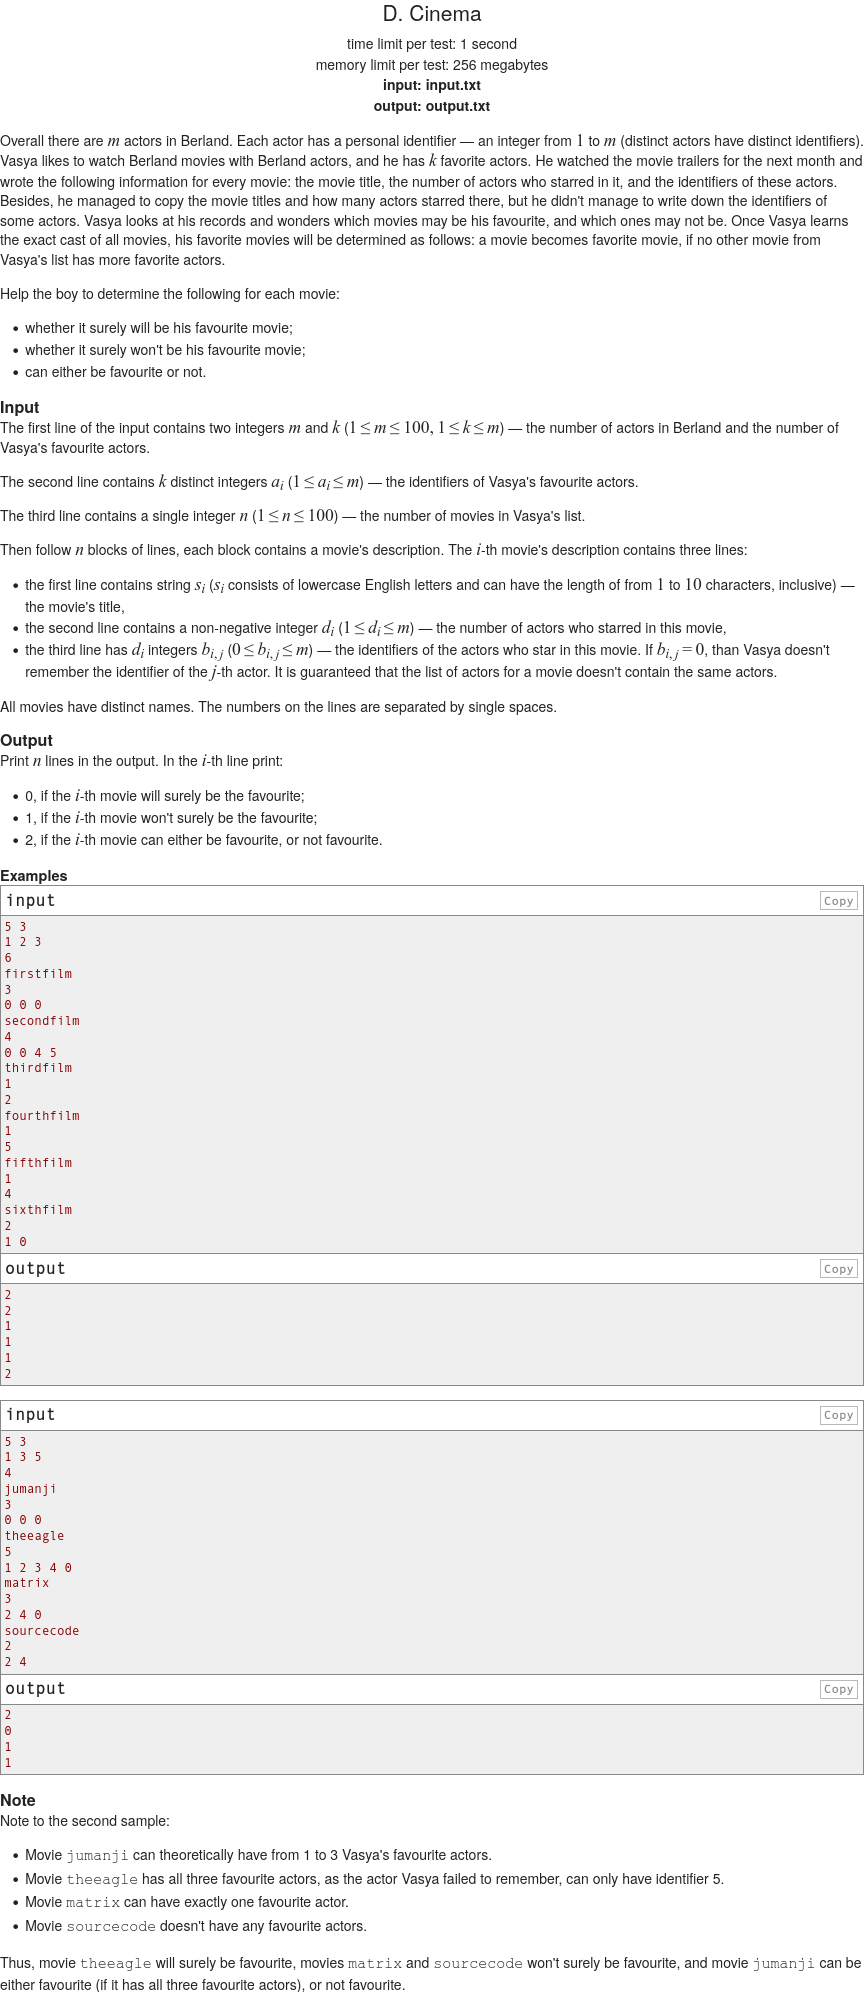 D. Cinema
time limit per test: 1 second
memory limit per test: 256 megabytes
input: input.txt
output: output.txt
Overall there are m actors in Berland. Each actor has a personal identifier — an integer from 1 to m (distinct actors have distinct identifiers).
Vasya likes to watch Berland movies with Berland actors, and he has k favorite actors. He watched the movie trailers for the next month and
wrote the following information for every movie: the movie title, the number of actors who starred in it, and the identifiers of these actors.
Besides, he managed to copy the movie titles and how many actors starred there, but he didn't manage to write down the identifiers of
some actors. Vasya looks at his records and wonders which movies may be his favourite, and which ones may not be. Once Vasya learns
the exact cast of all movies, his favorite movies will be determined as follows: a movie becomes favorite movie, if no other movie from
Vasya's list has more favorite actors.
Help the boy to determine the following for each movie:
• whether it surely will be his favourite movie;
• whether it surely won't be his favourite movie;
• can either be favourite or not.
Input
The first line of the input contains two integers m and k (1 ≤ m ≤ 100, 1 ≤ k ≤ m) — the number of actors in Berland and the number of
Vasya's favourite actors.
The second line contains k distinct integers a_i (1 ≤ a_i ≤ m) — the identifiers of Vasya's favourite actors.
The third line contains a single integer n (1 ≤ n ≤ 100) — the number of movies in Vasya's list.
Then follow n blocks of lines, each block contains a movie's description. The i-th movie's description contains three lines:
• the first line contains string s_i (s_i consists of lowercase English letters and can have the length of from 1 to 10 characters, inclusive) —
the movie's title,
• the second line contains a non-negative integer d_i (1 ≤ d_i ≤ m) — the number of actors who starred in this movie,
• the third line has d_i integers b_{i,j} (0 ≤ b_{i,j} ≤ m) — the identifiers of the actors who star in this movie. If b_{i,j} = 0, than Vasya doesn't
remember the identifier of the j-th actor. It is guaranteed that the list of actors for a movie doesn't contain the same actors.
All movies have distinct names. The numbers on the lines are separated by single spaces.
Output
Print n lines in the output. In the i-th line print:
• 0, if the i-th movie will surely be the favourite;
• 1, if the i-th movie won't surely be the favourite;
• 2, if the i-th movie can either be favourite, or not favourite.
Examples
input Copy
5 3
1 2 3
6
firstfilm
3
0 0 0
secondfilm
4
0 0 4 5
thirdfilm
1
2
fourthfilm
1
5
fifthfilm
1
4
sixthfilm
2
1 0
output Copy
2
2
1
1
1
2
input Copy
5 3
1 3 5
4
jumanji
3
0 0 0
theeagle
5
1 2 3 4 0
matrix
3
2 4 0
sourcecode
2
2 4
output Copy
2
0
1
1
Note
Note to the second sample:
• Movie jumanji can theoretically have from 1 to 3 Vasya's favourite actors.
• Movie theeagle has all three favourite actors, as the actor Vasya failed to remember, can only have identifier 5.
• Movie matrix can have exactly one favourite actor.
• Movie sourcecode doesn't have any favourite actors.
Thus, movie theeagle will surely be favourite, movies matrix and sourcecode won't surely be favourite, and movie jumanji can be
either favourite (if it has all three favourite actors), or not favourite.